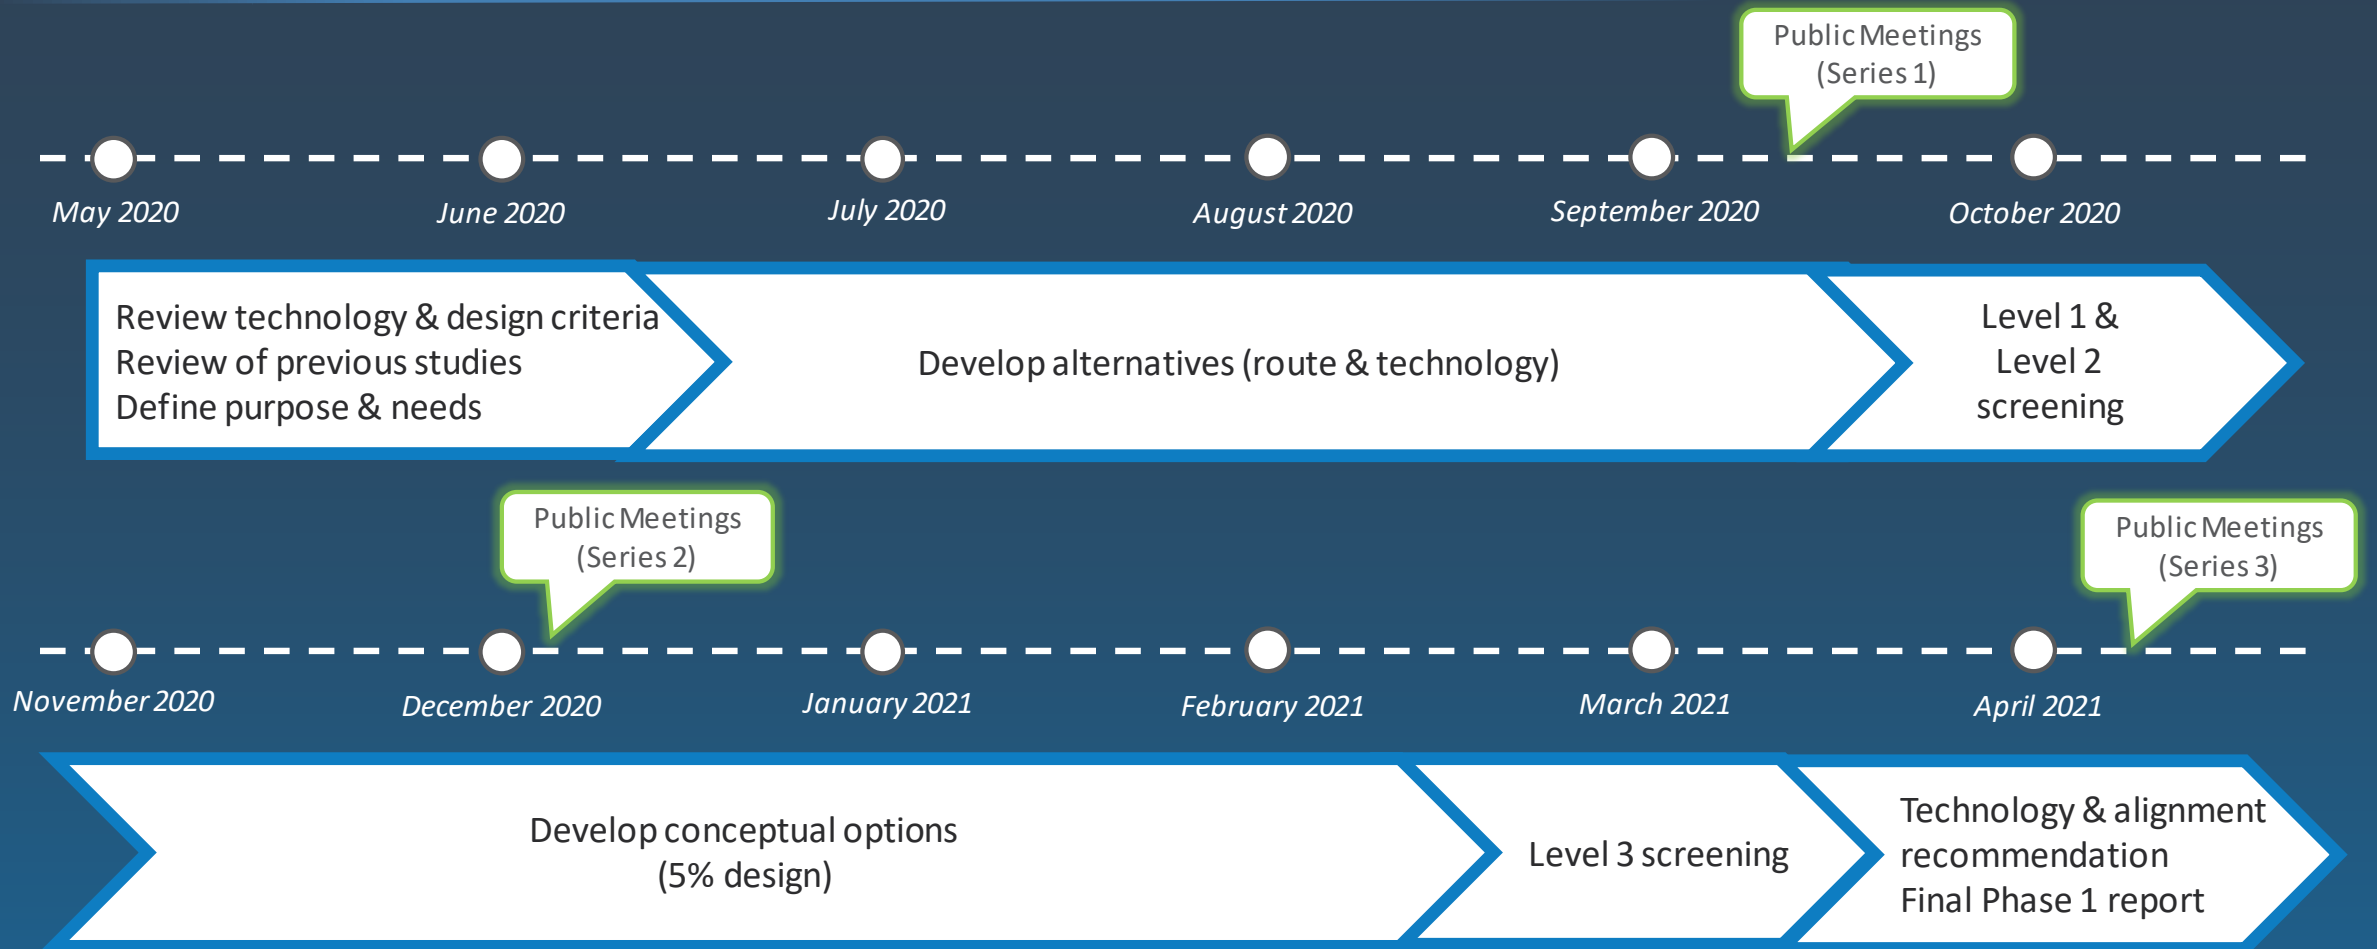 Public Meetings
(Series 1)
May 2020
June 2020
July 2020
August 2020
September 2020
October 2020
Review technology & design criteria
Review of previous studies
Define purpose & needs
Develop alternatives (route & technology)
Level 1 &
Level 2
screening
Public Meetings
(Series 2)
Public Meetings
(Series 3)
November 2020
December 2020
January 2021
February 2021
March 2021
April 2021
Develop conceptual options
(5% design)
Level 3 screening
Technology & alignment
recommendation
Final Phase 1 report